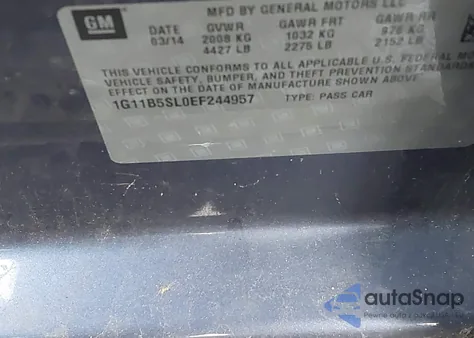 GM
MFD BY GENERAL MOTORS LLC
DATE GVWR GAWR FRT GAWR RR
03/14 2008 KG 1032 KG 976 KG
4427 LB 2275 LB 2152 LB
THIS VEHICLE CONFORMS TO ALL APPLICABLE U.S. FEDERAL
VEHICLE SAFETY, BUMPER, AND THEFT PREVENTION STANDARDS
EFFECT ON THE DATE OF MANUFACTURE SHOWN ABOVE.
1G11B5SL0EF244957 TYPE: PASS CAR
autoSnap